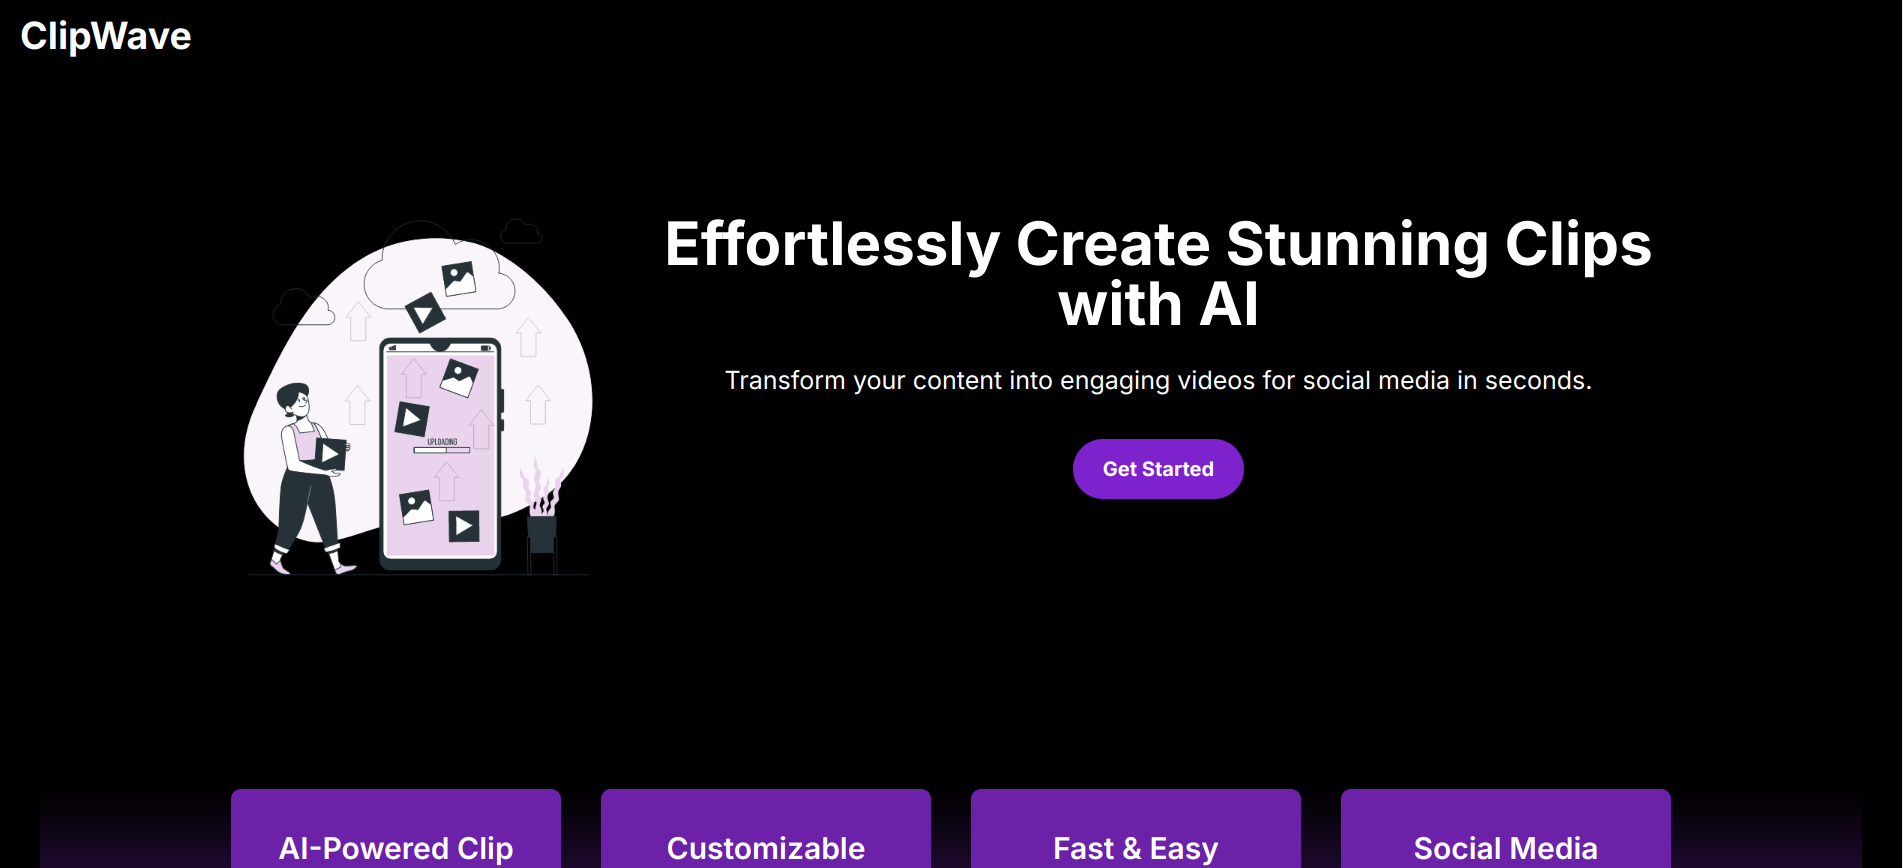 ClipWave
Effortlessly Create Stunning Clips
with AI
Transform your content into engaging videos for social media in seconds.
Get Started
UPLOADING
AI-Powered Clip
Customizable
Fast & Easy
Social Media